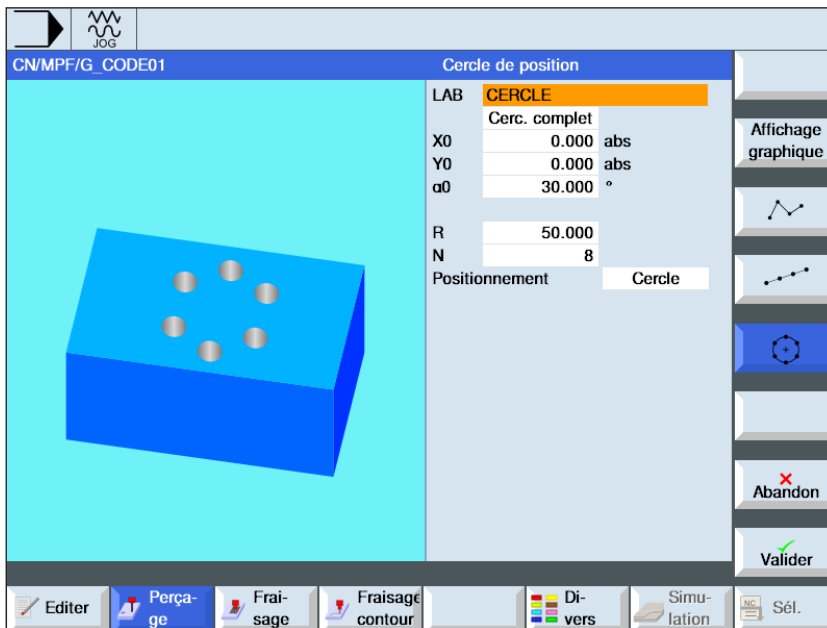 JOG
CN/MPF/G_CODE01
Cercle de position
LAB CERCLE
Cerc. complet
X0 0.000 abs
Y0 0.000 abs
α0 30.000 °
R 50.000
N 8
Positionnement Cercle
Affichage
graphique
Abandon
Valider
Editer
Perça-
ge
Frai-
sage
Fraisage
contour
Di-
vers
Simu-
lation
NC
Sél.